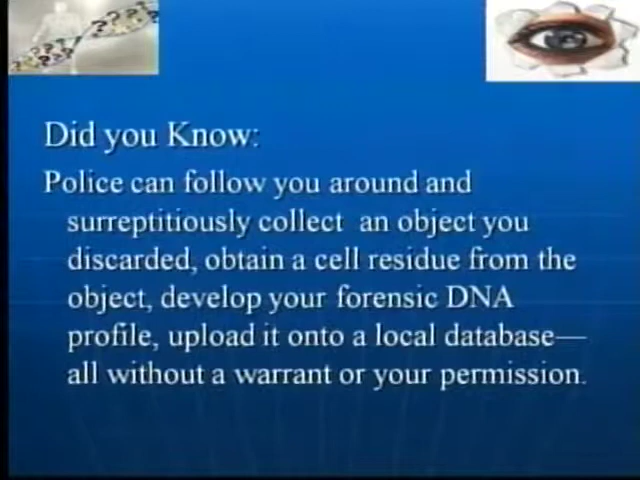 Did you Know:
Police can follow you around and
surreptitiously collect an object you
discarded, obtain a cell residue from the
object, develop your forensic DNA
profile, upload it onto a local database—
all without a warrant or your permission.